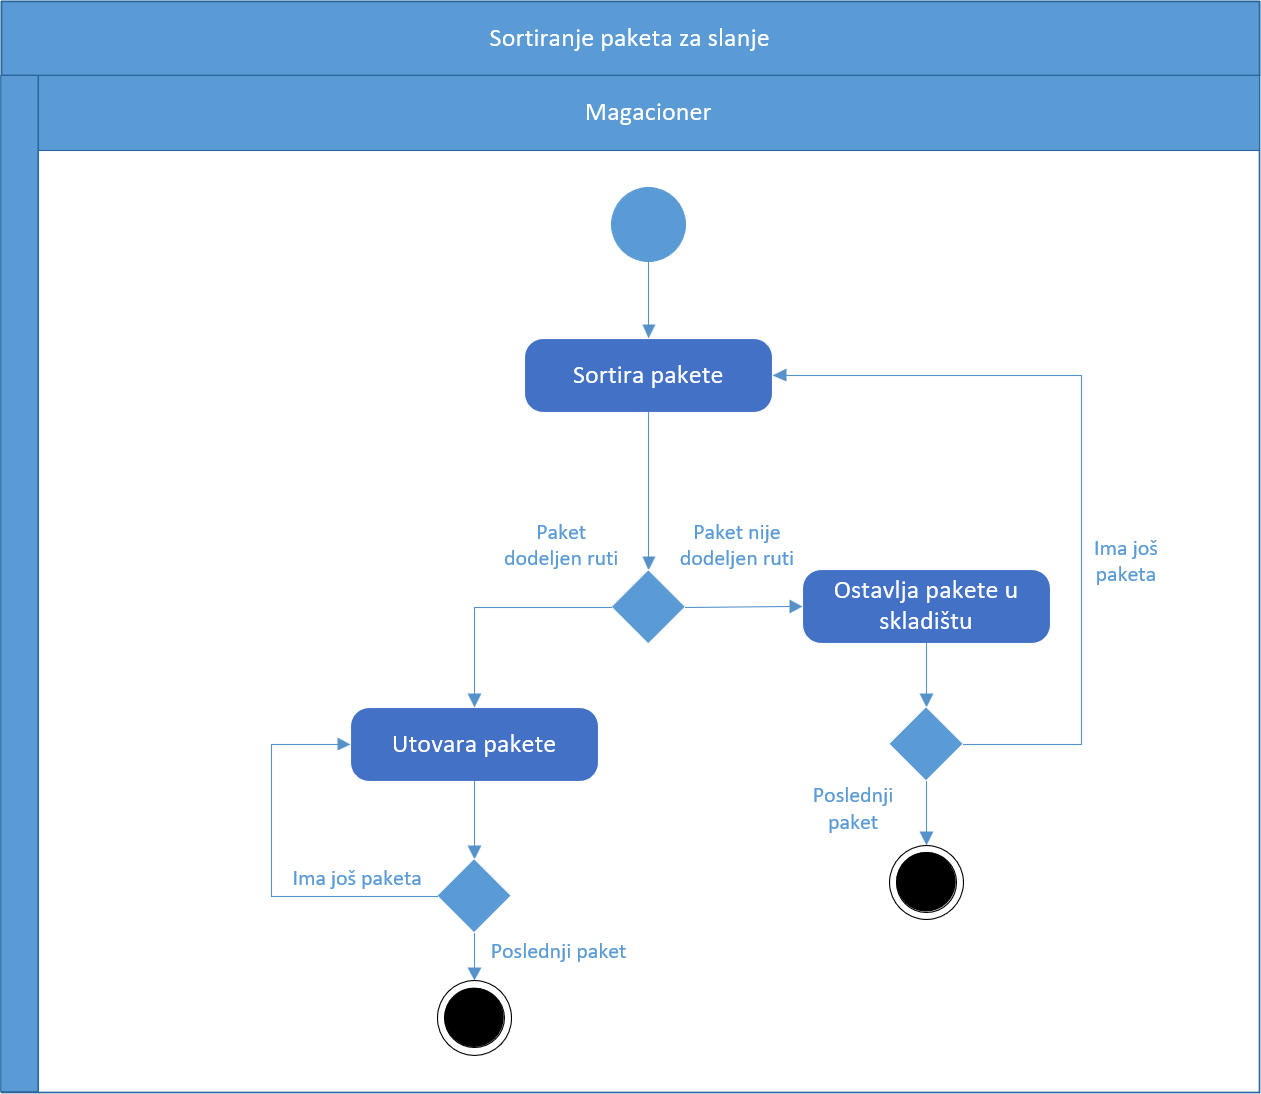 Sortiranje paketa za slanje
Magacioner
Sortira pakete
Paket
dodeljen ruti
Paket nije
dodeljen ruti
Ima još
paketa
Ostavlja pakete u
skladištu
Utovara pakete
Poslednji
paket
Ima još paketa
Poslednji paket